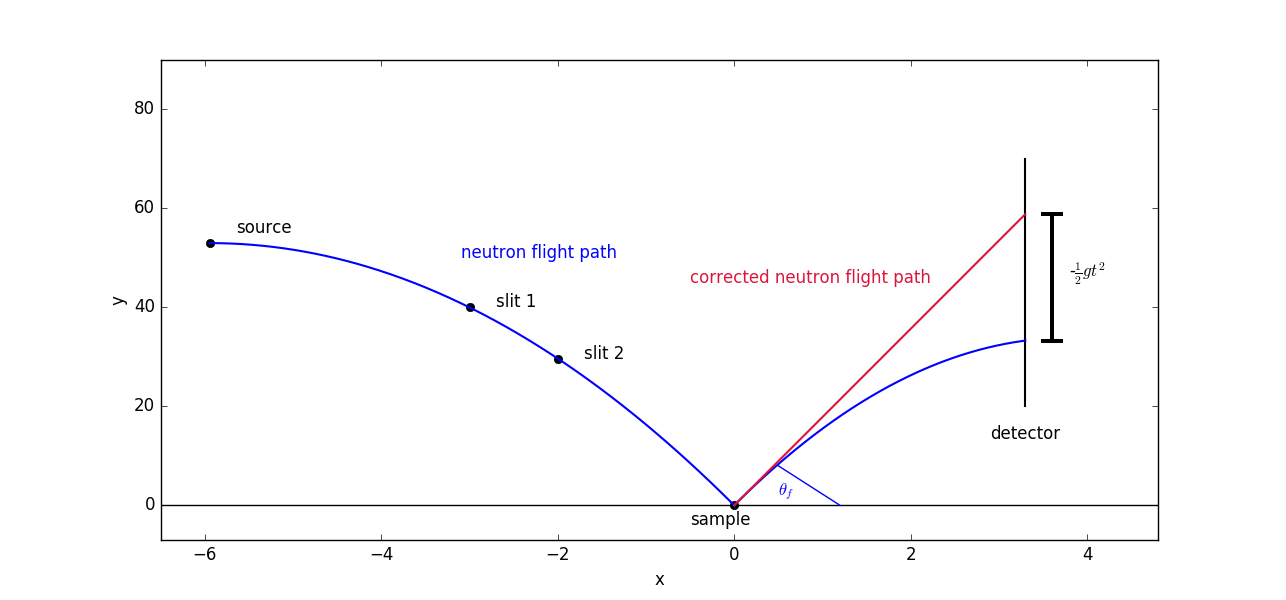 80
60
40
20
0
y
source
neutron flight path
slit 1
corrected neutron flight path
slit 2
-½gt²
detector
θf
sample
−6 −4 −2 0 2 4
x